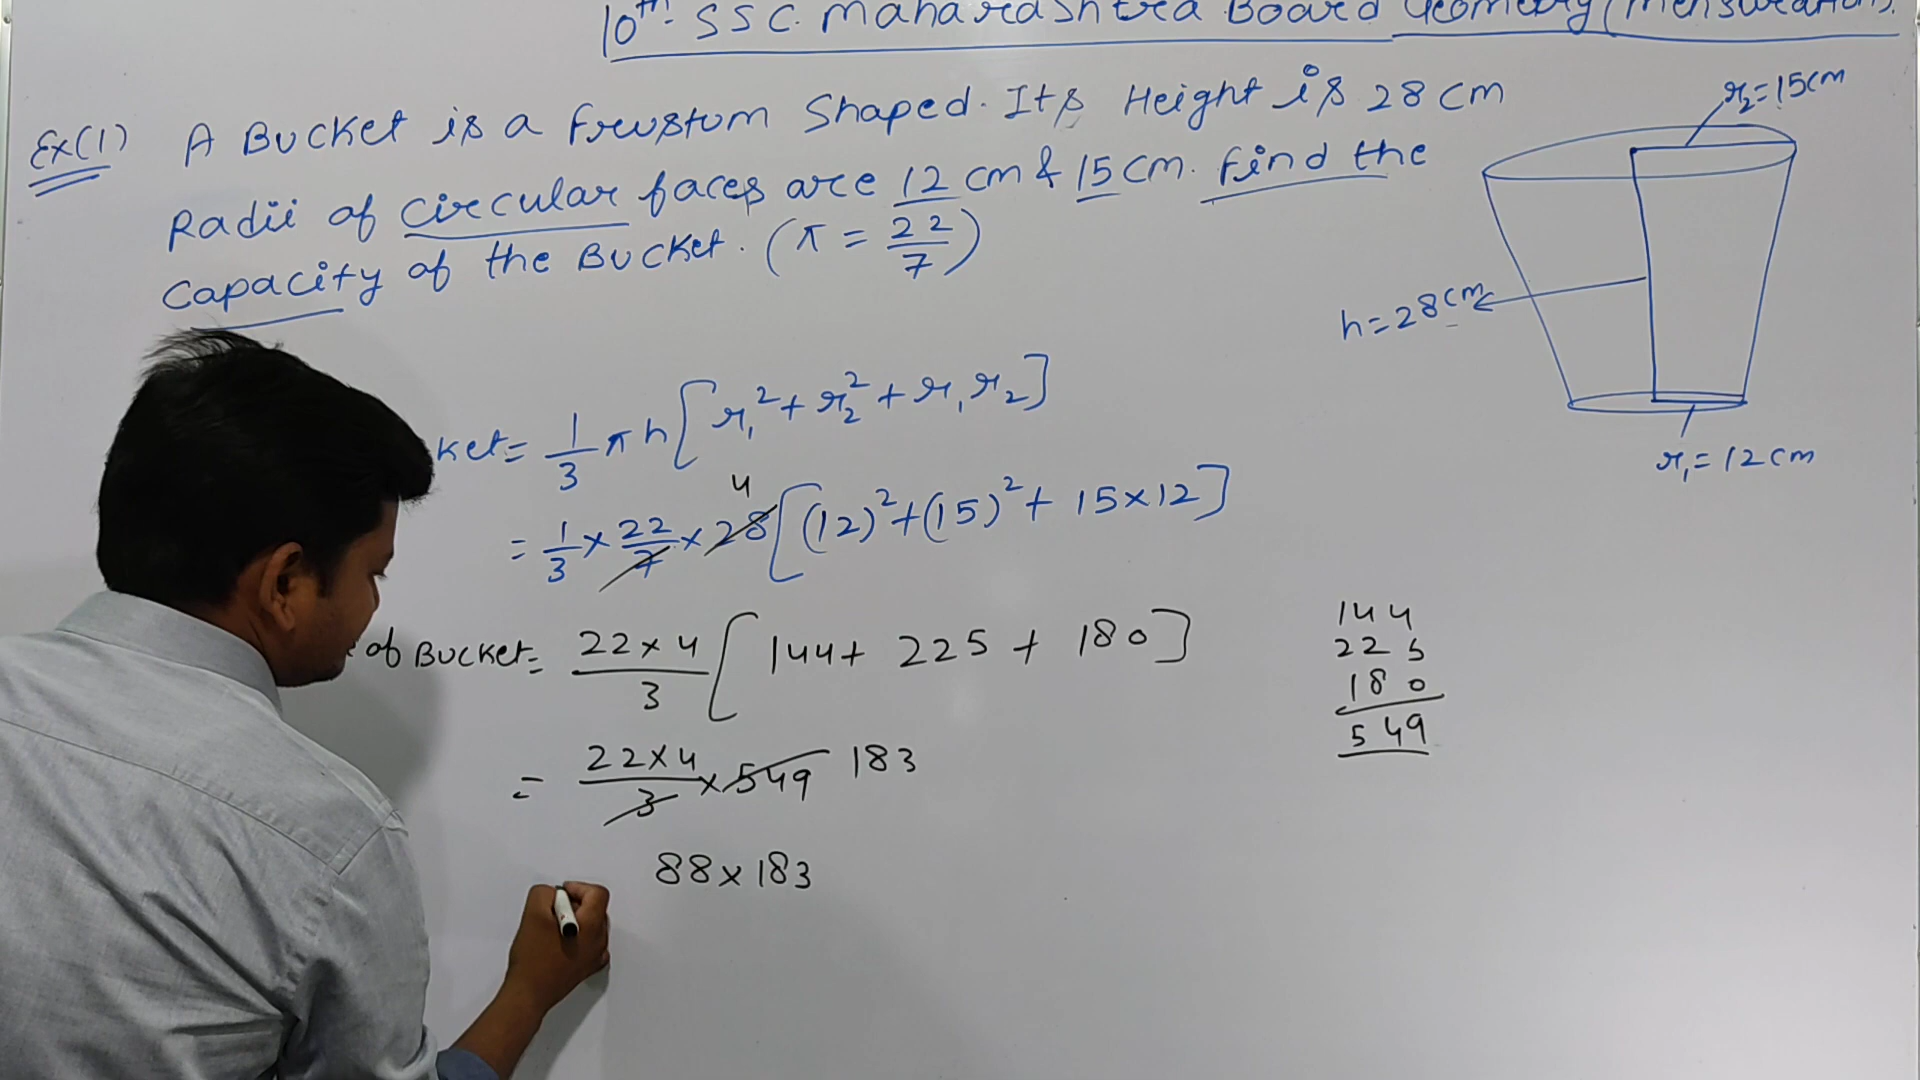 10th SSC Maharashtra Board Geometry (Mensuration).
Ex(1) A Bucket is a frustum Shaped. Its Height is 28 cm
Radii of circular faces are 12 cm & 15 cm. Find the
capacity of the Bucket. (π = 22/7)
r₂ = 15cm
h = 28cm
r₁ = 12cm
ket = 1/3 π h [r₁² + r₂² + r₁ r₂]
= 1/3 × 22/7 × 28 4 [(12)² + (15)² + 15×12]
of Bucket = 22×4/3 [144 + 225 + 180]
= 22×4/3 × 549 183
88×183
144
225
180
549